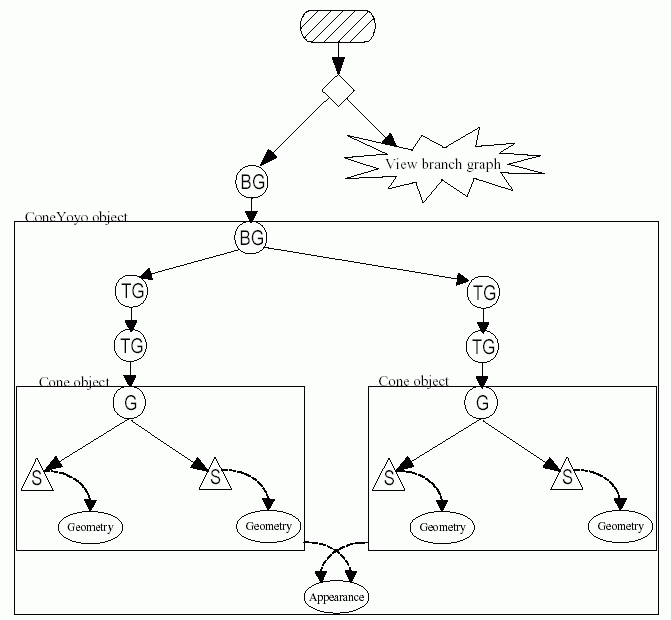 View branch graph
BG
ConeYoyo object
BG
TG
TG
TG
TG
Cone object
Cone object
G
G
S
S
S
S
Geometry
Geometry
Geometry
Geometry
Appearance